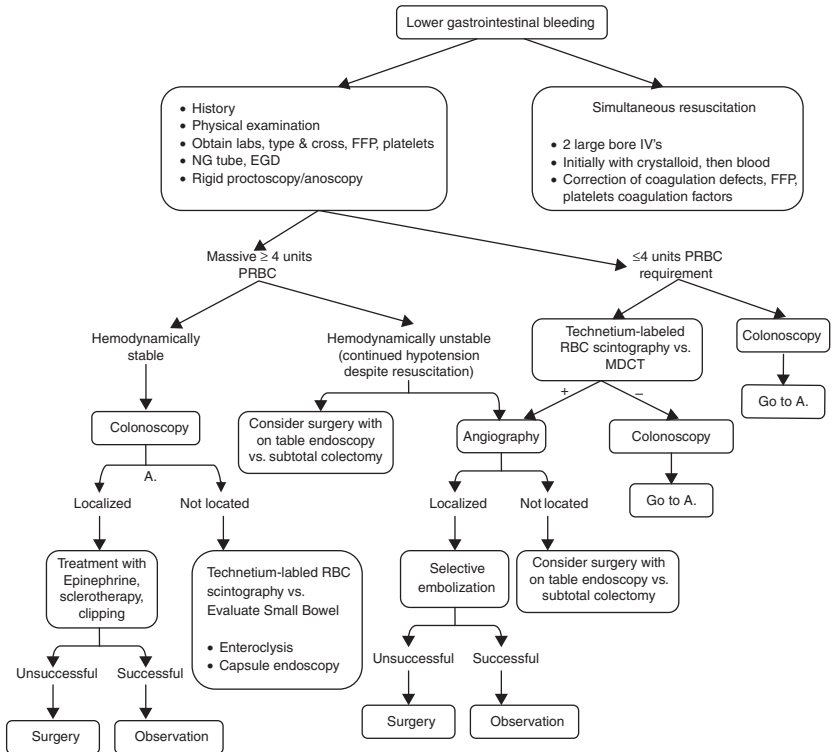 Lower gastrointestinal bleeding
• History
• Physical examination
• Obtain labs, type & cross, FFP, platelets
• NG tube, EGD
• Rigid proctoscopy/anoscopy
Simultaneous resuscitation
• 2 large bore IV's
• Initially with crystalloid, then blood
• Correction of coagulation defects, FFP,
platelets coagulation factors
Massive ≥ 4 units
PRBC
≤4 units PRBC
requirement
Hemodynamically
stable
Hemodynamically unstable
(continued hypotension
despite resuscitation)
Technetium-labeled
RBC scintography vs.
MDCT
Colonoscopy
Go to A.
+
−
Colonoscopy
Consider surgery with
on table endoscopy
vs. subtotal colectomy
Angiography
Colonoscopy
Go to A.
A.
Localized
Not located
Localized
Not located
Treatment with
Epinephrine,
sclerotherapy,
clipping
Technetium-labled RBC
scintography vs.
Evaluate Small Bowel
• Enteroclysis
• Capsule endoscopy
Selective
embolization
Consider surgery with
on table endoscopy vs.
subtotal colectomy
Unsuccessful
Successful
Unsuccessful
Successful
Surgery
Observation
Surgery
Observation